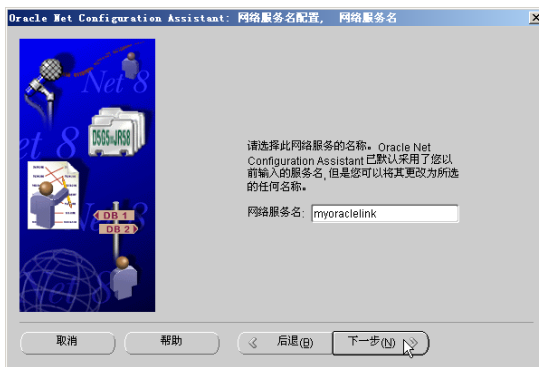 Oracle Net Configuration Assistant: 网络服务名配置, 网络服务名
Net 8
et 8
DSGS-JR58
DB 1
DB 2
Net 8
请选择此网络服务的名称。Oracle Net
Configuration Assistant 已默认采用了您以
前输入的服务名, 但是您可以将其更改为所选
的任何名称。
网络服务名: myoraclelink
取消
帮助
后退(B)
下一步(N)